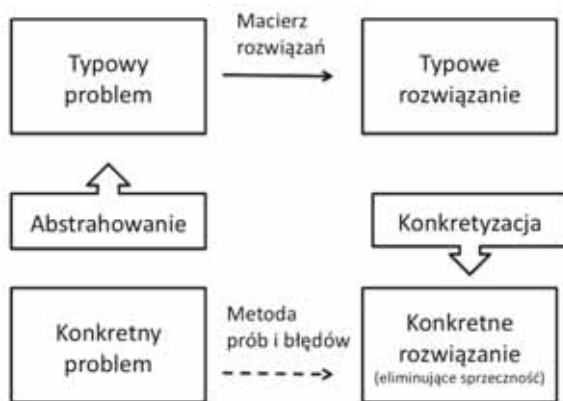 Typowy
problem
Macierz
rozwiązań
Typowe
rozwiązanie
Abstrahowanie
Konkretyzacja
Konkretny
problem
Metoda
prób i błędów
Konkretne
rozwiązanie
(eliminujące sprzeczność)